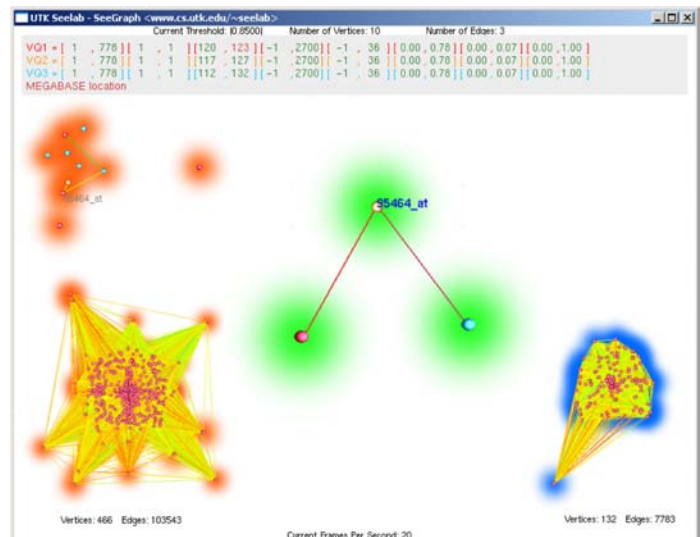 UTK Seelab - SeeGraph <www.cs.utk.edu/~seelab>
Current Threshold: |0.8500| Number of Vertices: 10 Number of Edges: 3
VQ1 = [ 1 , 778 ][ 1 , 1 ][120 , 123 ][ -1 ,2700][ -1 , 36 ][ 0.00 , 0.78 ][ 0.00 , 0.07 ][ 0.00 , 1.00 ]
VQ2 = [ 1 , 778 ][ 1 , 1 ][117 , 127 ][ -1 ,2700][ -1 , 36 ][ 0.00 , 0.78 ][ 0.00 , 0.07 ][ 0.00 , 1.00 ]
VQ3 = [ 1 , 778 ][ 1 , 1 ][112 , 132 ][ -1 ,2700][ -1 , 36 ][ 0.00 , 0.78 ][ 0.00 , 0.07 ][ 0.00 , 1.00 ]
MEGABASE location
95464_at
95464_at
Vertices: 466 Edges: 103543
Vertices: 132 Edges: 7783
Current Frames Per Second: 20